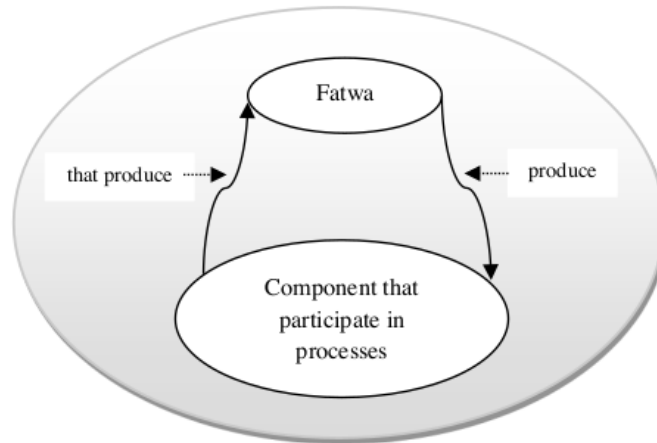 Fatwa
that produce
produce
Component that
participate in
processes